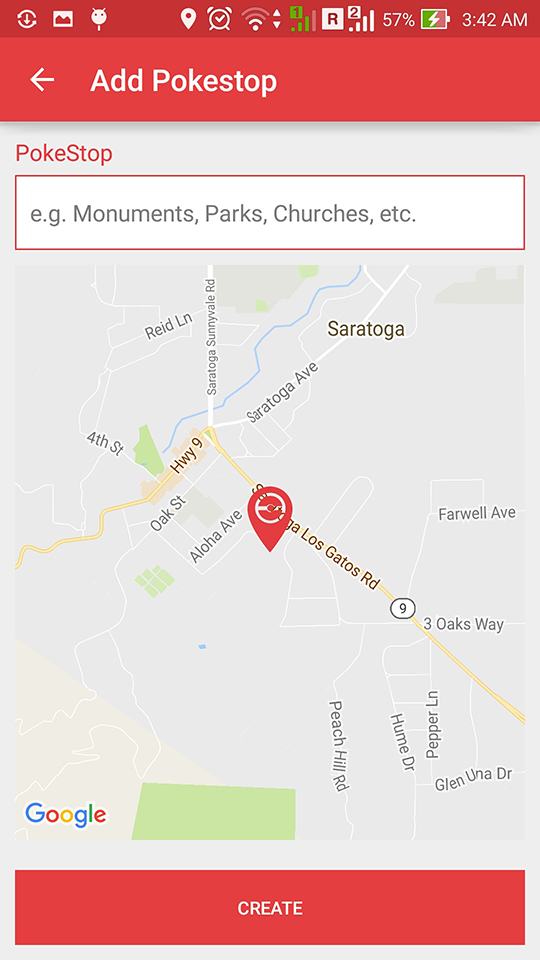 1 R 2 57% 3:42 AM
Add Pokestop
PokeStop
e.g. Monuments, Parks, Churches, etc.
Reid Ln
Saratoga Sunnyvale Rd
Saratoga
Saratoga Ave
4th St
Hwy 9
Oak St
Aloha Ave
Farwell Ave
Los Gatos Rd
9
3 Oaks Way
Peach Hill Rd
Hume Dr
Pepper Ln
Glen Una Dr
Google
CREATE